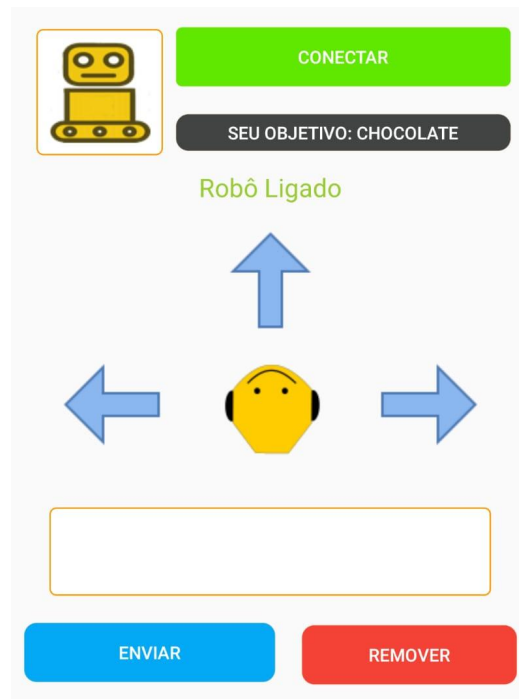 CONECTAR
SEU OBJETIVO: CHOCOLATE
Robô Ligado
ENVIAR
REMOVER